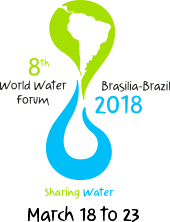 8th
World Water
Forum
Brasilia-Brazil
2018
Sharing Water
March 18 to 23